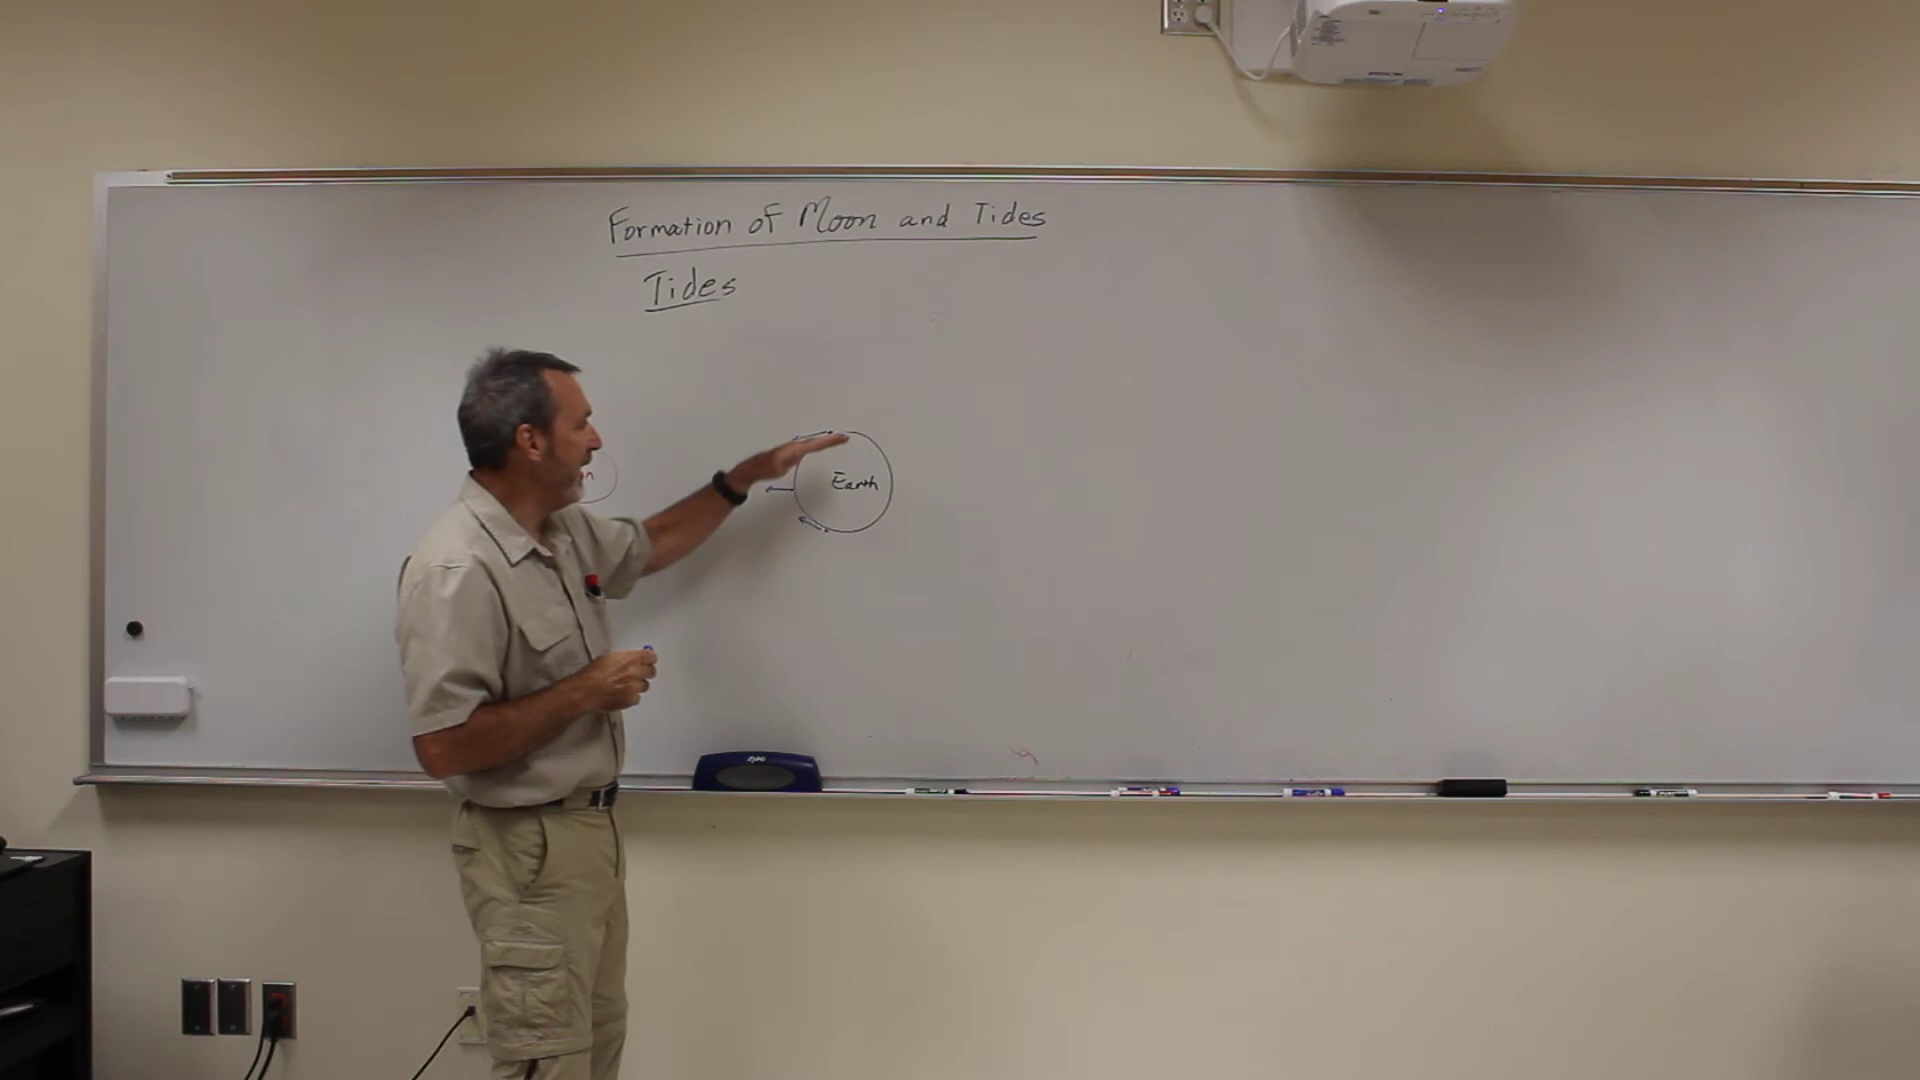 Formation of Moon and Tides
Tides
Earth